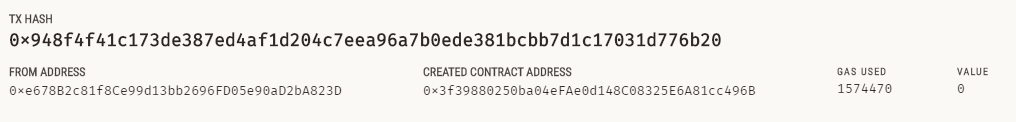 TX HASH
0×948f4f41c173de387ed4af1d204c7eea96a7b0ede381bcbb7d1c17031d776b20
FROM ADDRESS CREATED CONTRACT ADDRESS GAS USED VALUE
0×e678B2c81f8Ce99d13bb2696FD05e90aD2bA823D 0×3f39880250ba04eFAe0d148C08325E6A81cc496B 1574470 0